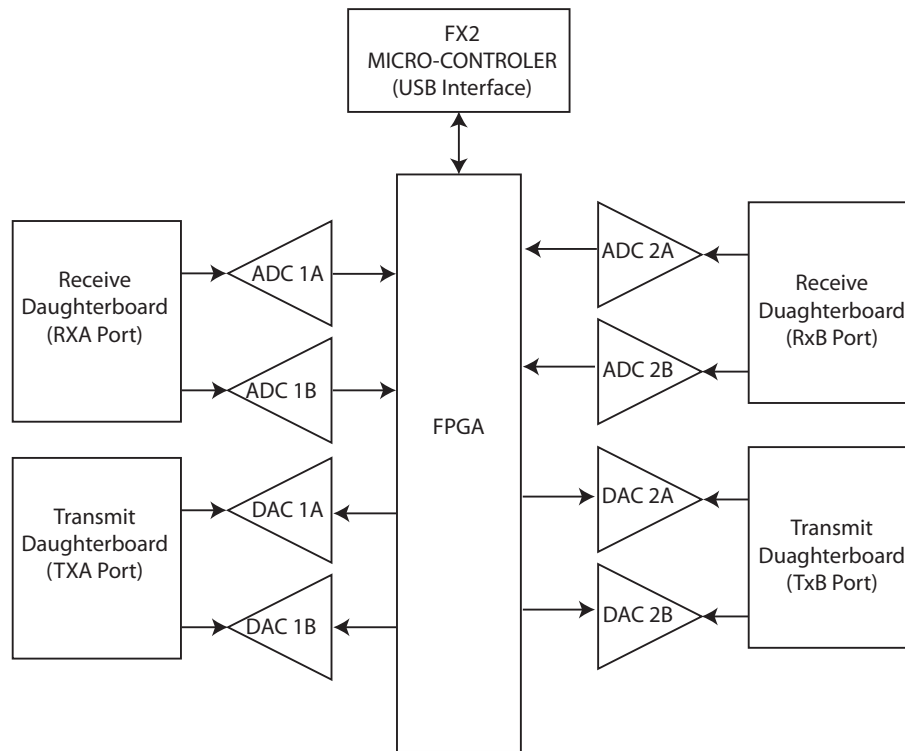 FX2
MICRO-CONTROLER
(USB Interface)
Receive
Daughterboard
(RXA Port)
ADC 1A
ADC 1B
Transmit
Daughterboard
(TXA Port)
DAC 1A
DAC 1B
FPGA
ADC 2A
ADC 2B
Receive
Duaghterboard
(RxB Port)
DAC 2A
DAC 2B
Transmit
Duaghterboard
(TxB Port)